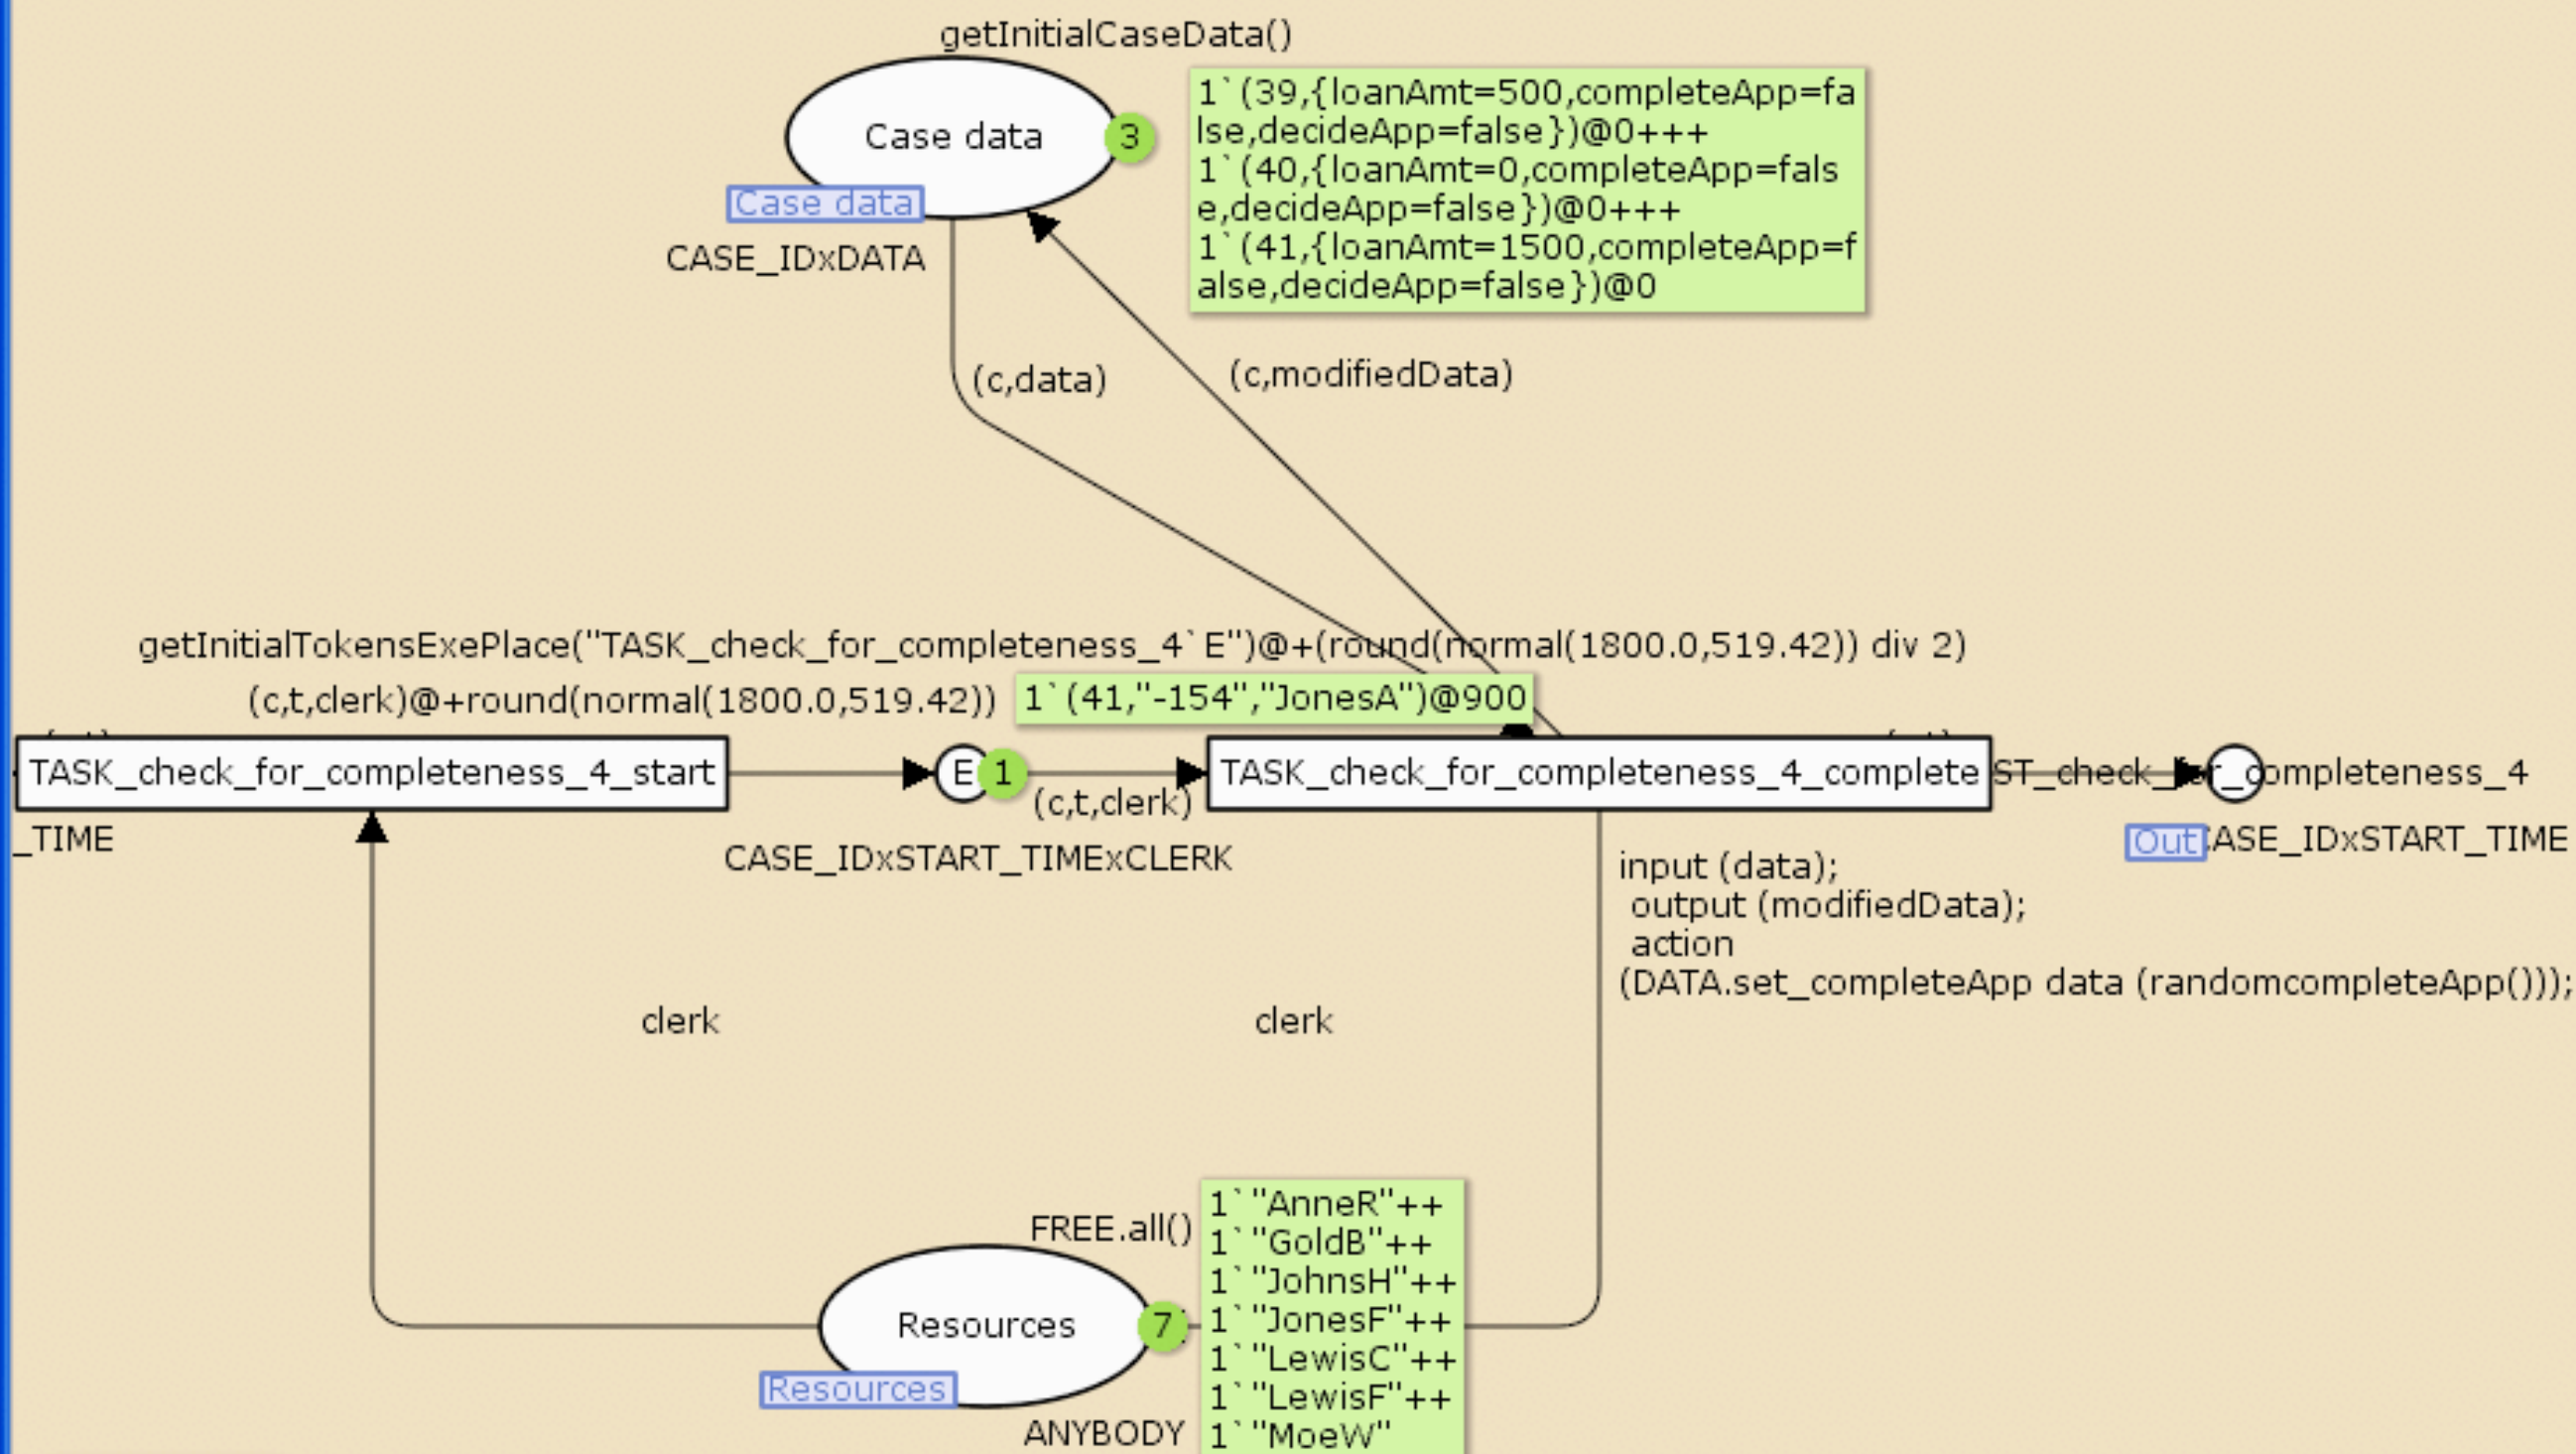 getInitialCaseData()
Case data
3
1`(39,{loanAmt=500,completeApp=fa
lse,decideApp=false})@0+++
1`(40,{loanAmt=0,completeApp=fals
e,decideApp=false})@0+++
1`(41,{loanAmt=1500,completeApp=f
alse,decideApp=false})@0
Case data
CASE_IDxDATA
(c,data)
(c,modifiedData)
getInitialTokensExePlace("TASK_check_for_completeness_4`E")@+(round(normal(1800.0,519.42)) div 2)
(c,t,clerk)@+round(normal(1800.0,519.42))
1`(41,"-154","JonesA")@900
TASK_check_for_completeness_4_start
E
1
(c,t,clerk)
TASK_check_for_completeness_4_complete
ST_check_for_completeness_4
_TIME
CASE_IDxSTART_TIMExCLERK
Out
CASE_IDxSTART_TIME
input (data);
output (modifiedData);
action
(DATA.set_completeApp data (randomcompleteApp()));
clerk
clerk
FREE.all()
Resources
7
Resources
ANYBODY
1`"AnneR"++
1`"GoldB"++
1`"JohnsH"++
1`"JonesF"++
1`"LewisC"++
1`"LewisF"++
1`"MoeW"